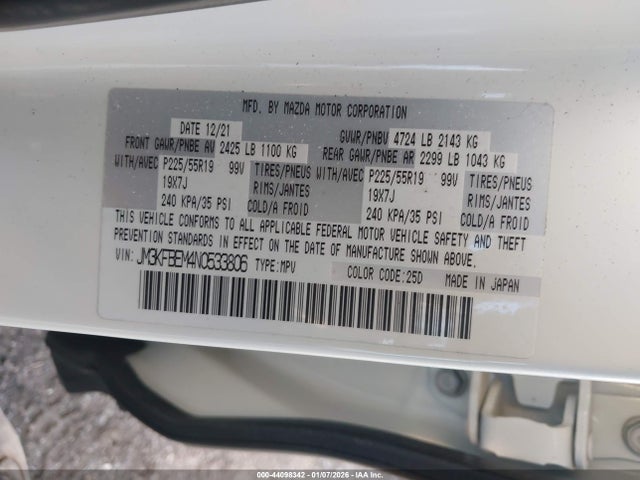 MFD. BY MAZDA MOTOR CORPORATION
DATE 12/21 GVWR/PNBV 4724 LB 2143 KG
FRONT GAWR/PNBE AV 2425 LB 1100 KG REAR GAWR/PNBE AR 2299 LB 1043 KG
WITH/AVEC P225/55R19 99V TIRES/PNEUS WITH/AVEC P225/55R19 99V TIRES/PNEUS
19X7J RIMS/JANTES 19X7J RIMS/JANTES
240 KPA/35 PSI COLD/A FROID 240 KPA/35 PSI COLD/A FROID
THIS VEHICLE CONFORMS TO ALL APPLICABLE FEDERAL MOTOR VEHICLE SAFETY AND THEFT
PREVENTION STANDARDS IN EFFECT ON THE DATE OF MANUFACTURE SHOWN ABOVE.
VIN: JM3KFBEM4N0533806 TYPE:MPV COLOR CODE:25D MADE IN JAPAN
000-44098342 - 01/07/2026 - IAA Inc.